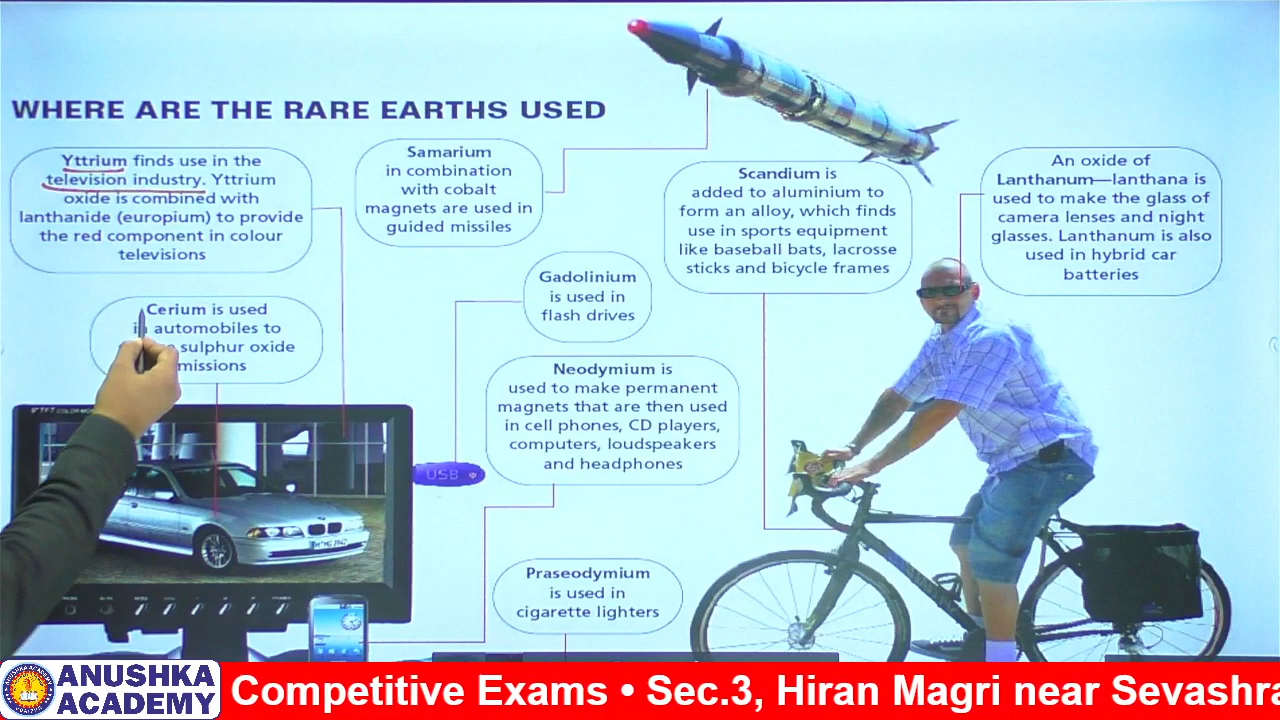 WHERE ARE THE RARE EARTHS USED
Yttrium finds use in the
television industry. Yttrium
oxide is combined with
lanthanide (europium) to provide
the red component in colour
televisions
Samarium
in combination
with cobalt
magnets are used in
guided missiles
Scandium is
added to aluminium to
form an alloy, which finds
use in sports equipment
like baseball bats, lacrosse
sticks and bicycle frames
An oxide of
Lanthanum—lanthana is
used to make the glass of
camera lenses and night
glasses. Lanthanum is also
used in hybrid car
batteries
Gadolinium
is used in
flash drives
Cerium is used
automobiles to
sulphur oxide
Neodymium is
used to make permanent
magnets that are then used
in cell phones, CD players,
computers, loudspeakers
and headphones
USB
Praseodymium
is used in
cigarette lighters
ANUSHKA
ACADEMY
Competitive Exams • Sec.3, Hiran Magri near